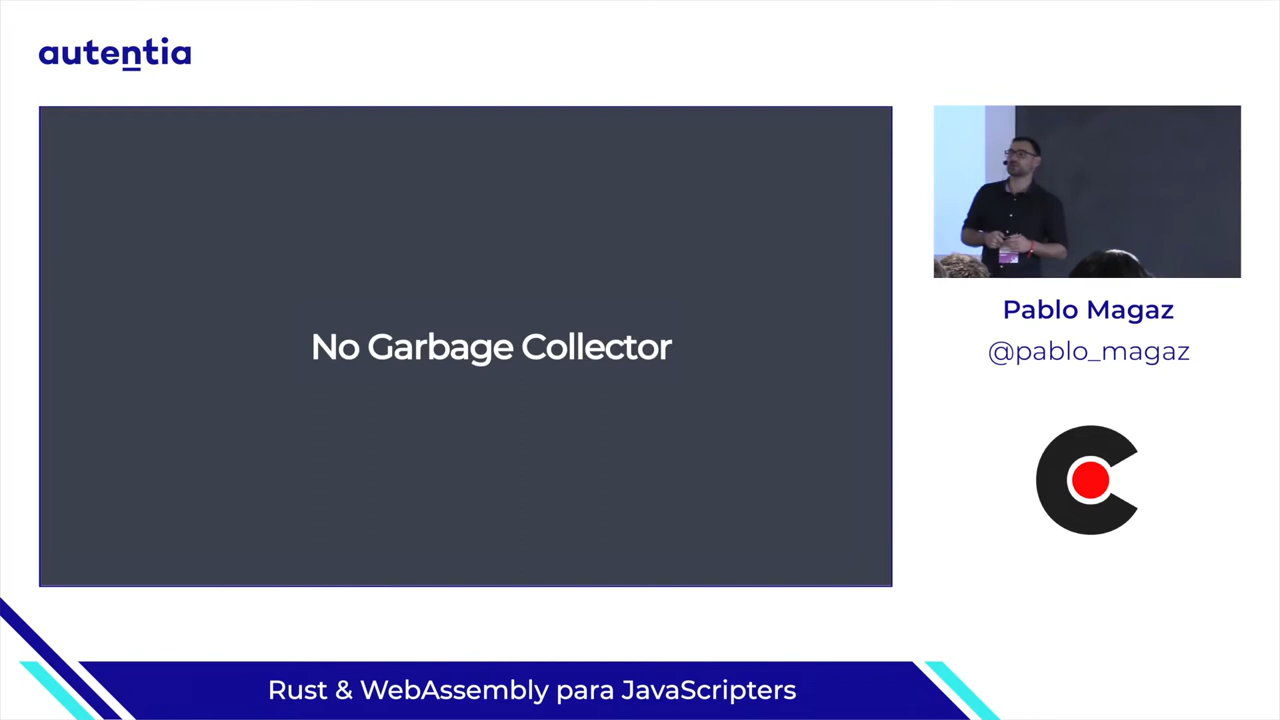 autentia
No Garbage Collector
Pablo Magaz
@pablo_magaz
Rust & WebAssembly para JavaScripters